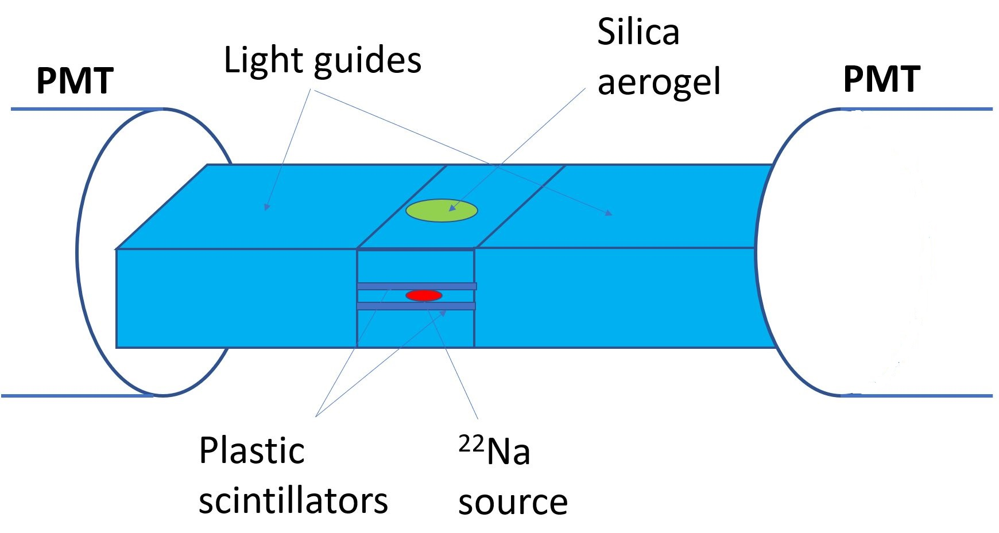 PMT
Light guides
Silica
aerogel
PMT
Plastic
scintillators
²²Na
source